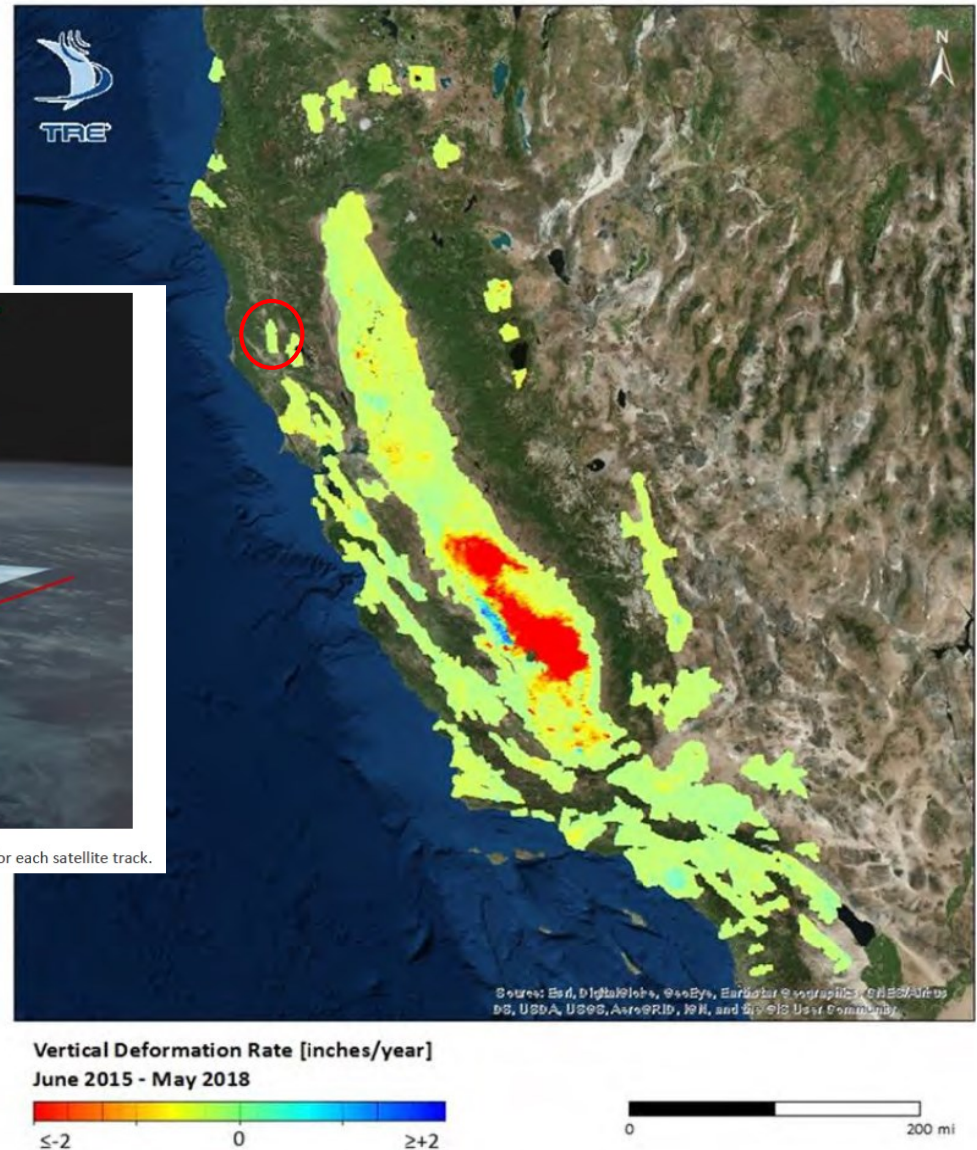 TRE
N
or each satellite track.
Source: Esri, DigitalGlobe, GeoEye, Earthstar Geographics, CNES/Airbus
DS, USDA, USGS, AeroGRID, IGN, and the GIS User Community
Vertical Deformation Rate [inches/year]
June 2015 - May 2018
≤-2 0 ≥+2
0 200 mi